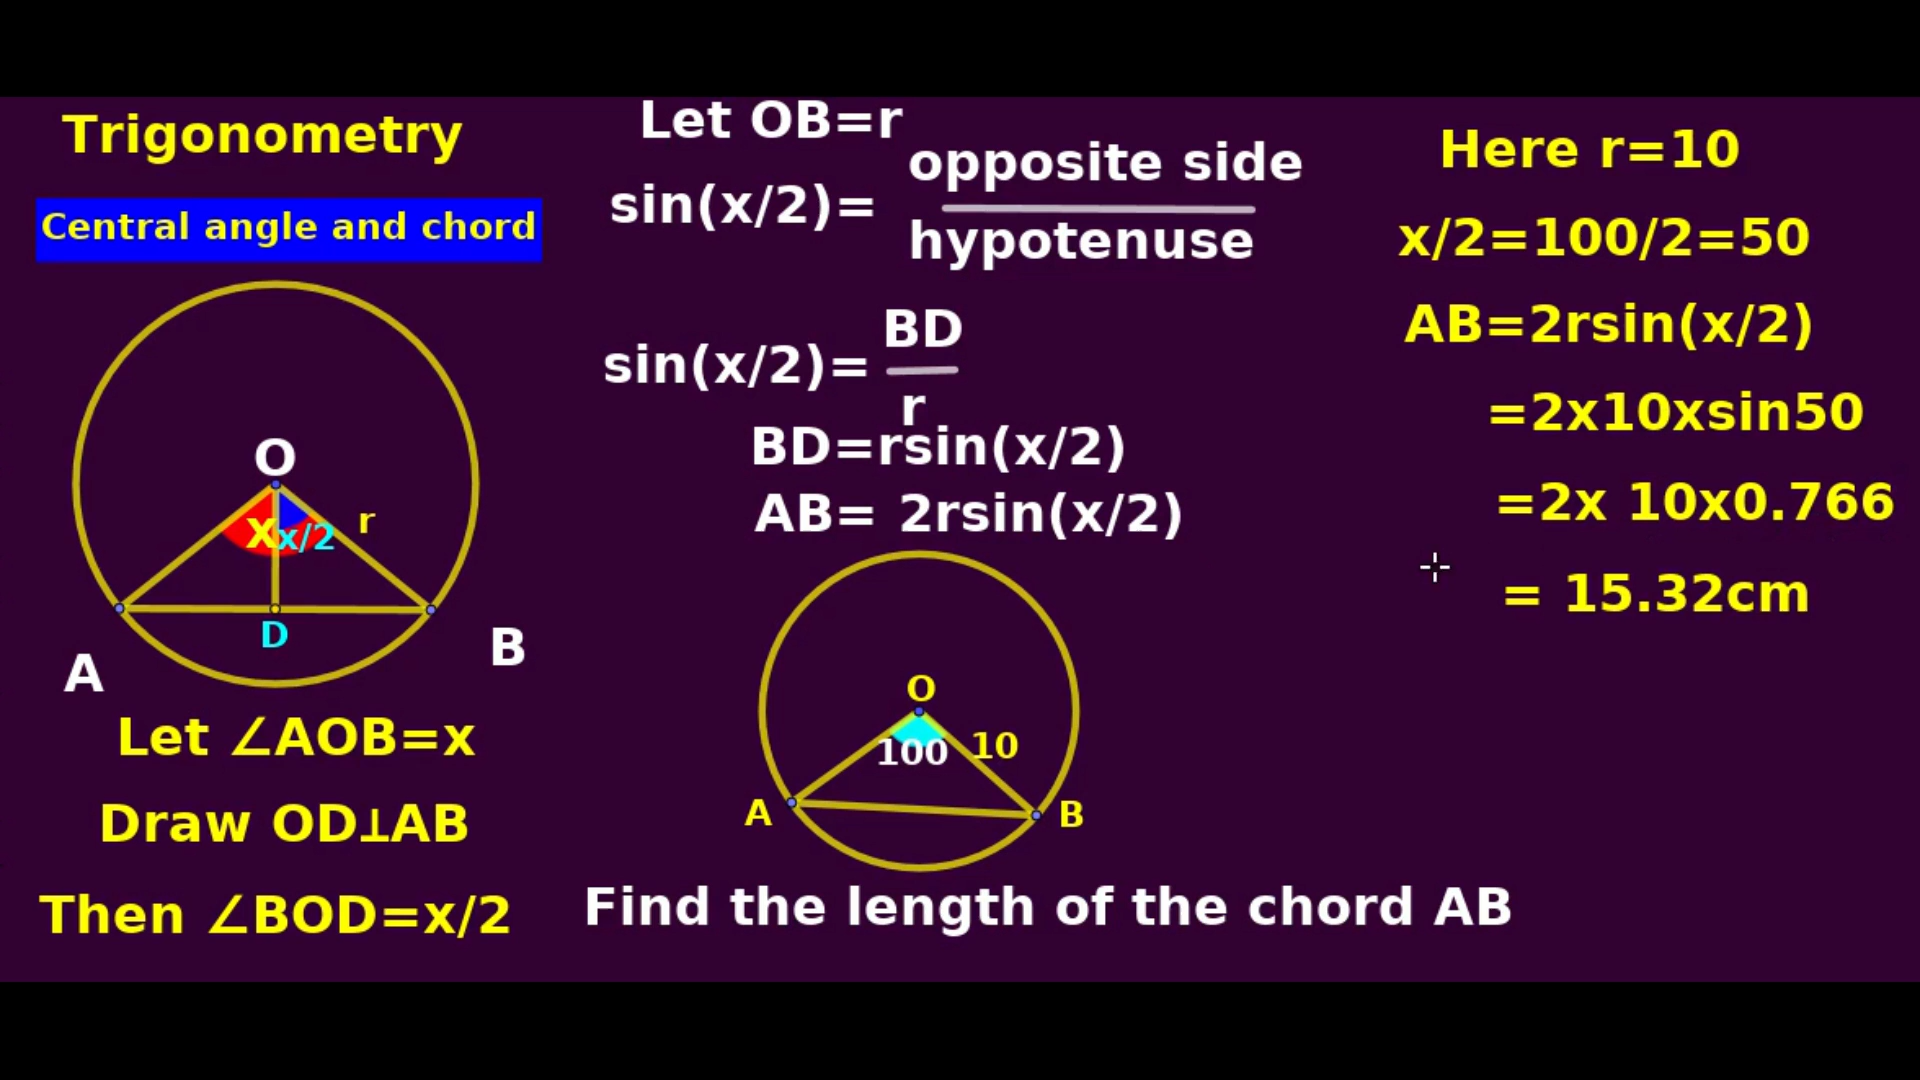 Trigonometry
Central angle and chord
O
x
x/2
r
D
A
B
Let ∠AOB=x
Draw OD⊥AB
Then ∠BOD=x/2
Let OB=r
sin(x/2)=
opposite side
hypotenuse
sin(x/2)=
BD
r
BD=rsin(x/2)
AB= 2rsin(x/2)
O
100
10
A
B
Find the length of the chord AB
Here r=10
x/2=100/2=50
AB=2rsin(x/2)
=2x10xsin50
=2x 10x0.766
= 15.32cm